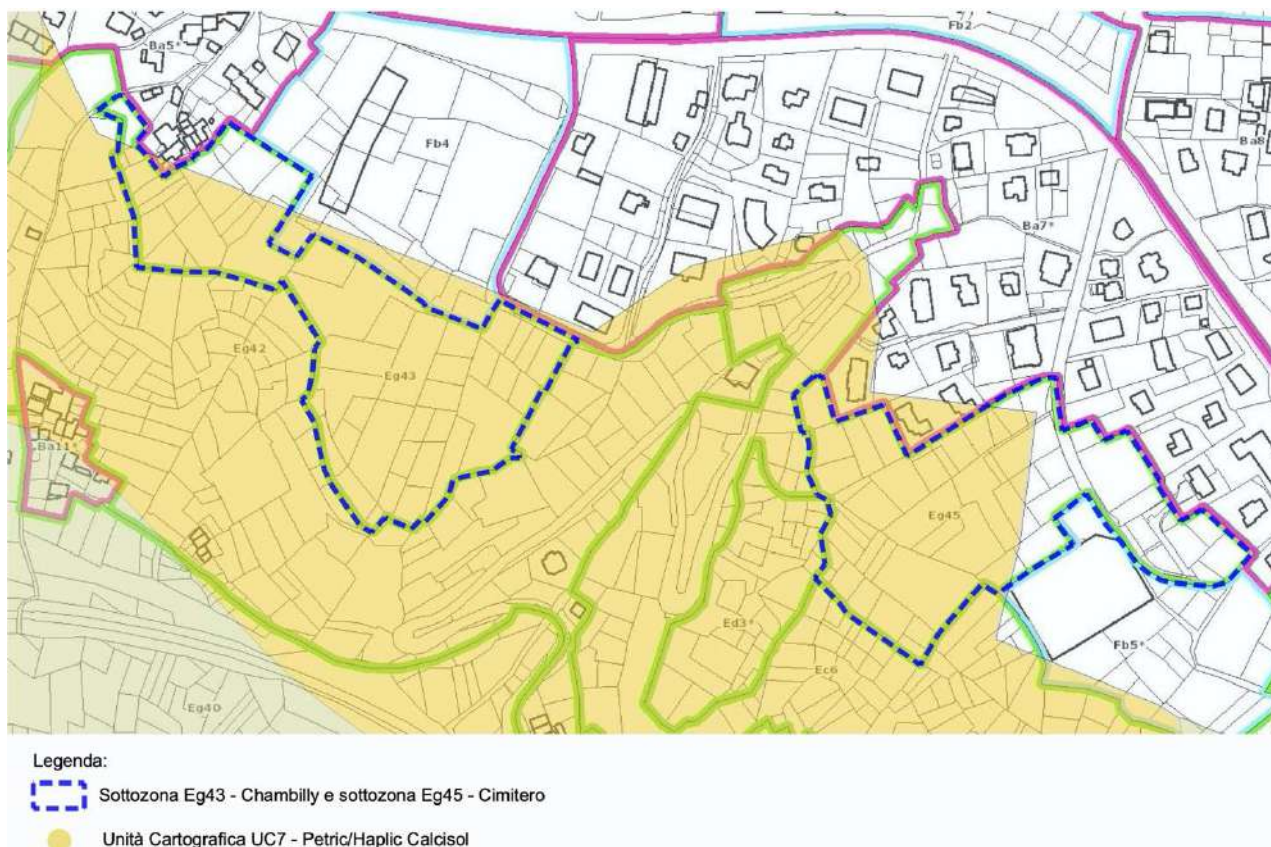 Fb2
Ba5*
Ba8
Fb4
Ba7*
Eg42
Eg43
Ba11*
Eg45
Ed3*
Fb5*
Ec6
Eg40
Legenda:
Sottozona Eg43 - Chambilly e sottozona Eg45 - Cimitero
Unità Cartografica UC7 - Petric/Haplic Calcisol